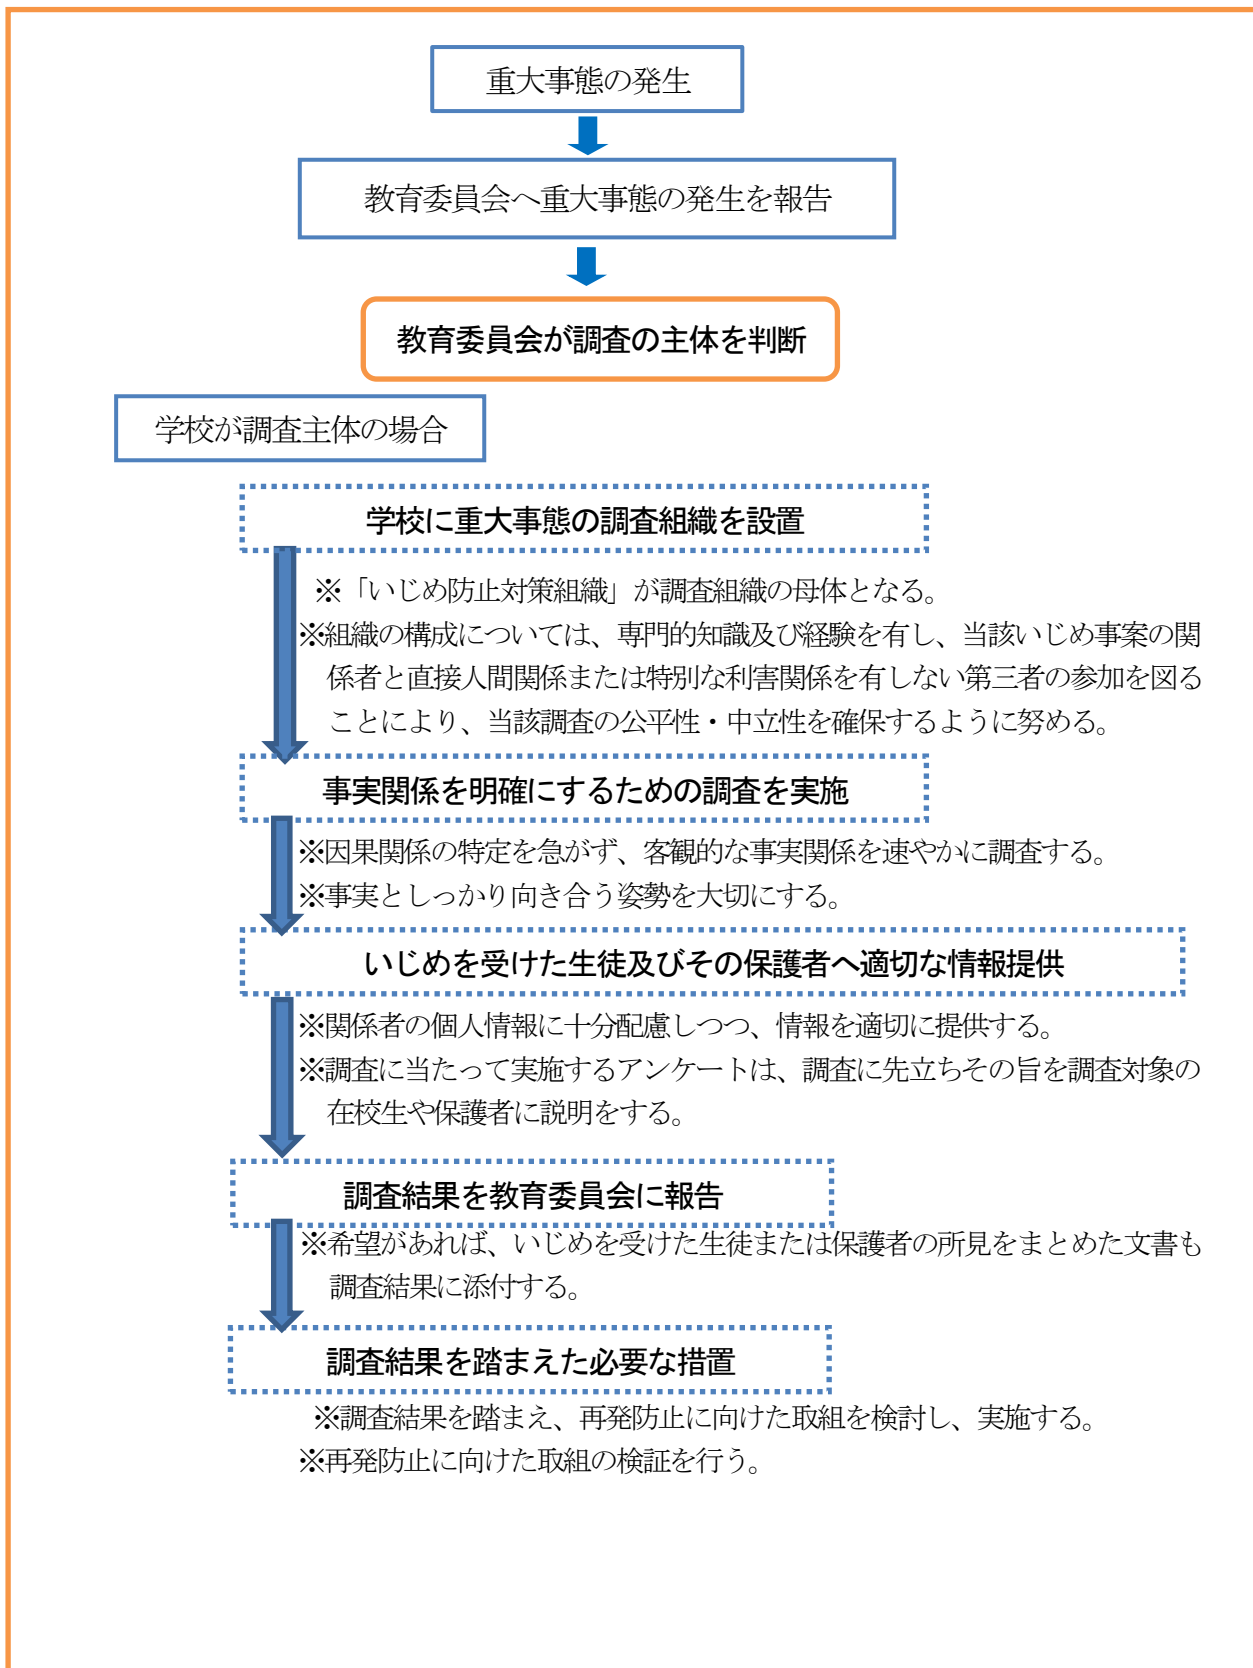 重大事態の発生
教育委員会へ重大事態の発生を報告
教育委員会が調査の主体を判断
学校が調査主体の場合
学校に重大事態の調査組織を設置
※「いじめ防止対策組織」が調査組織の母体となる。
※組織の構成については、専門的知識及び経験を有し、当該いじめ事案の関
係者と直接人間関係または特別な利害関係を有しない第三者の参加を図る
ことにより、当該調査の公平性・中立性を確保するように努める。
事実関係を明確にするための調査を実施
※因果関係の特定を急がず、客観的な事実関係を速やかに調査する。
※事実としっかり向き合う姿勢を大切にする。
いじめを受けた生徒及びその保護者へ適切な情報提供
※関係者の個人情報に十分配慮しつつ、情報を適切に提供する。
※調査に当たって実施するアンケートは、調査に先立ちその旨を調査対象の
在校生や保護者に説明をする。
調査結果を教育委員会に報告
※希望があれば、いじめを受けた生徒または保護者の所見をまとめた文書も
調査結果に添付する。
調査結果を踏まえた必要な措置
※調査結果を踏まえ、再発防止に向けた取組を検討し、実施する。
※再発防止に向けた取組の検証を行う。